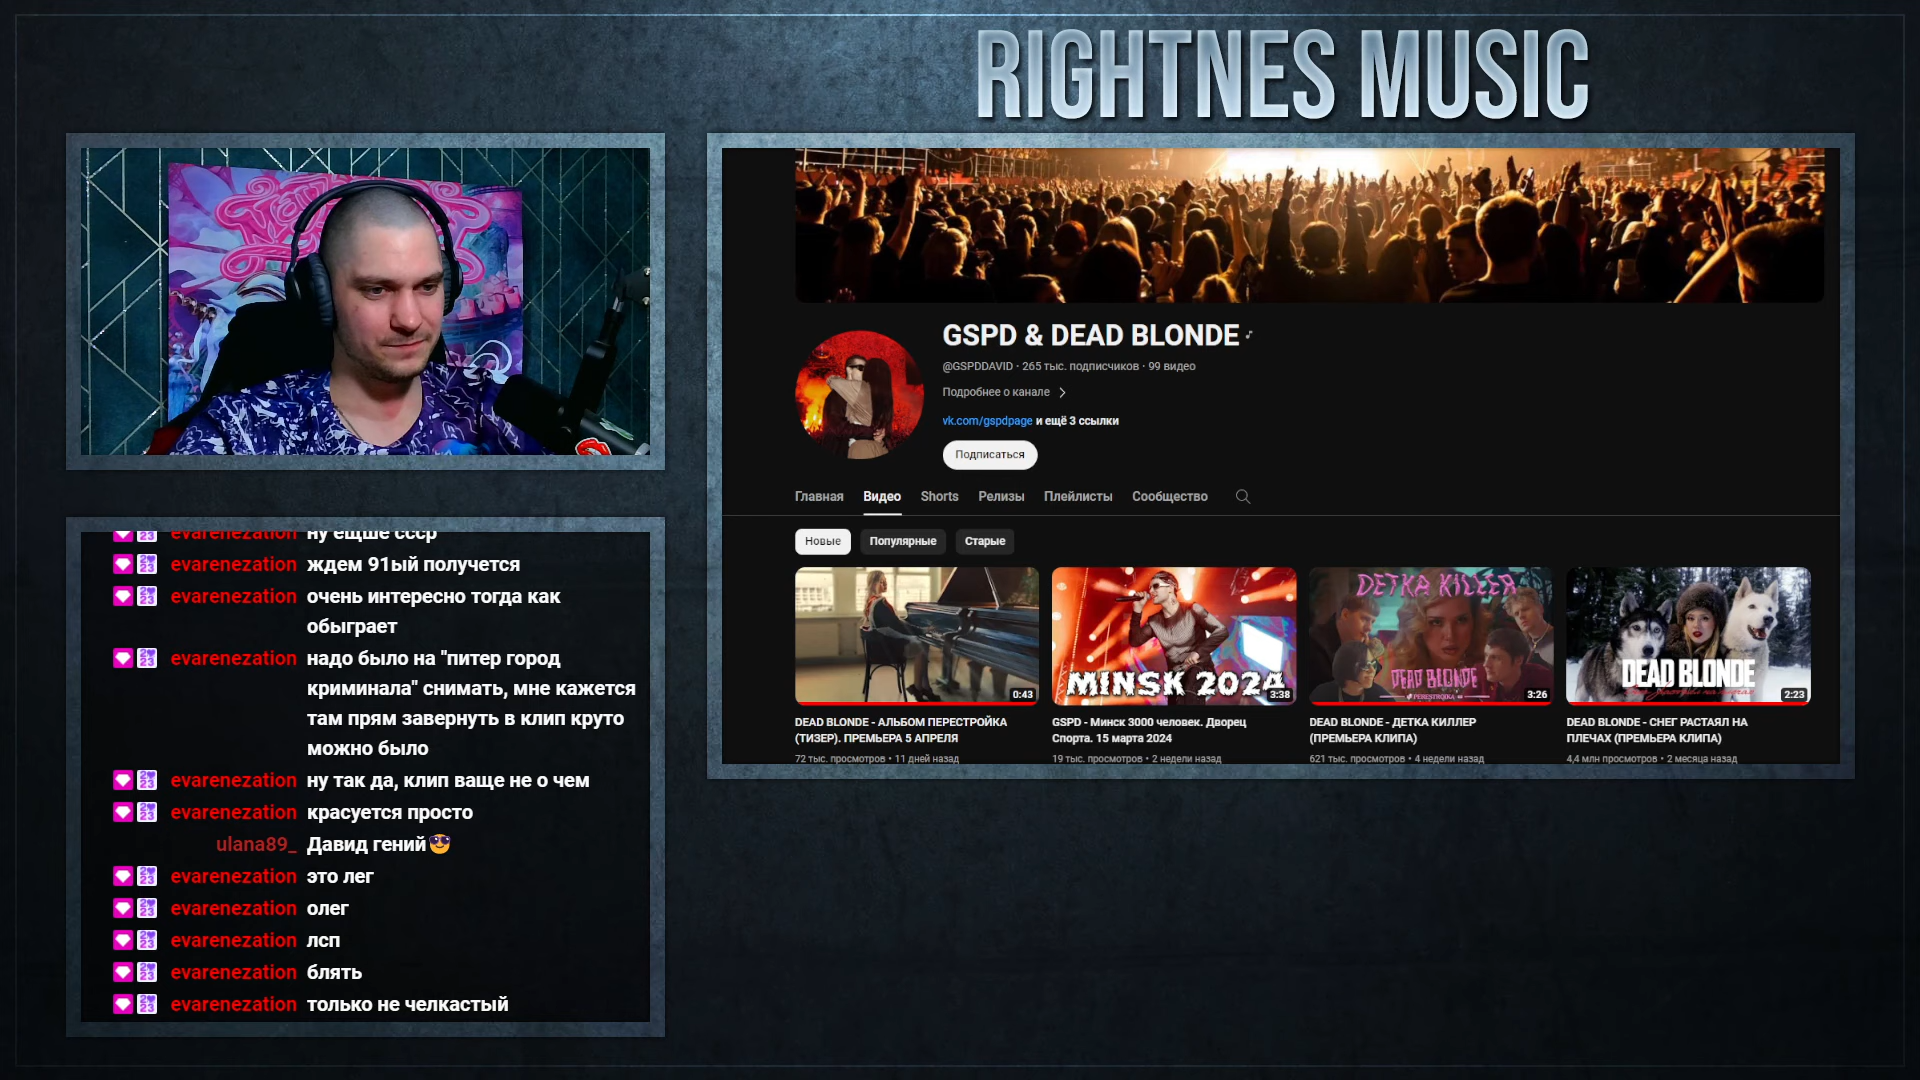 RIGHTNES MUSIC
GSPD & DEAD BLONDE
@GSPDDAVID · 265 тыс. подписчиков · 99 видео
Подробнее о канале
vk.com/gspdpage и ещё 3 ссылки
Подписаться
Главная Видео Shorts Релизы Плейлисты Сообщество
Новые Популярные Старые
0:43
MINSK 2024
3:38
DETKA KILLER
DEAD BLONDE
PERESTROJKA
3:26
DEAD BLONDE
2:23
DEAD BLONDE - АЛЬБОМ ПЕРЕСТРОЙКА
(ТИЗЕР). ПРЕМЬЕРА 5 АПРЕЛЯ
72 тыс. просмотров • 11 дней назад
GSPD - Минск 3000 человек. Дворец
Спорта. 15 марта 2024
19 тыс. просмотров • 2 недели назад
DEAD BLONDE - ДЕТКА КИЛЛЕР
(ПРЕМЬЕРА КЛИПА)
621 тыс. просмотров • 4 недели назад
DEAD BLONDE - СНЕГ РАСТАЯЛ НА
ПЛЕЧАХ (ПРЕМЬЕРА КЛИПА)
4,4 млн просмотров • 2 месяца назад
evarenezation ну ещше ссср
evarenezation ждем 91ый получется
evarenezation очень интересно тогда как
обыграет
evarenezation надо было на "питер город
криминала" снимать, мне кажется
там прям завернуть в клип круто
можно было
evarenezation ну так да, клип ваще не о чем
evarenezation красуется просто
ulana89_ Давид гений
evarenezation это лег
evarenezation олег
evarenezation лсп
evarenezation блять
evarenezation только не челкастый